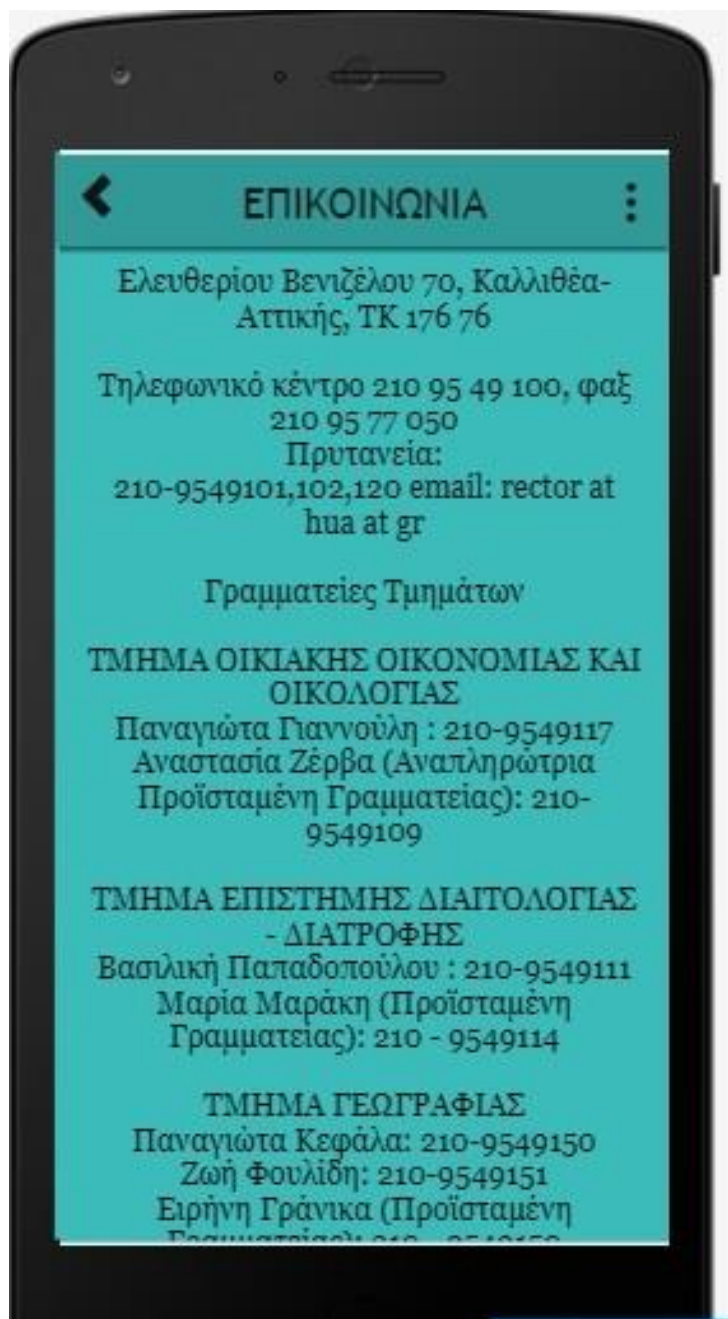 ΕΠΙΚΟΙΝΩΝΙΑ
Ελευθερίου Βενιζέλου 70, Καλλιθέα-
Αττικής, ΤΚ 176 76
Τηλεφωνικό κέντρο 210 95 49 100, φαξ
210 95 77 050
Πρυτανεία:
210-9549101,102,120 email: rector at
hua at gr
Γραμματείες Τμημάτων
ΤΜΗΜΑ ΟΙΚΙΑΚΗΣ ΟΙΚΟΝΟΜΙΑΣ ΚΑΙ
ΟΙΚΟΛΟΓΙΑΣ
Παναγιώτα Γιαννούλη : 210-9549117
Αναστασία Ζέρβα (Αναπληρώτρια
Προϊσταμένη Γραμματείας): 210-
9549109
ΤΜΗΜΑ ΕΠΙΣΤΗΜΗΣ ΔΙΑΙΤΟΛΟΓΙΑΣ
- ΔΙΑΤΡΟΦΗΣ
Βασιλική Παπαδοπούλου : 210-9549111
Μαρία Μαράκη (Προϊσταμένη
Γραμματείας): 210 - 9549114
ΤΜΗΜΑ ΓΕΩΓΡΑΦΙΑΣ
Παναγιώτα Κεφάλα: 210-9549150
Ζωή Φουλίδη: 210-9549151
Ειρήνη Γράνικα (Προϊσταμένη